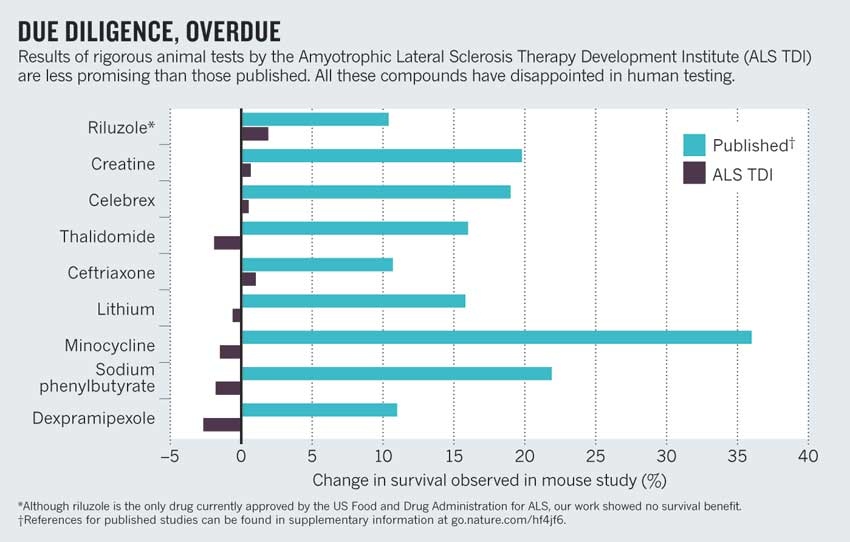 DUE DILIGENCE, OVERDUE
Results of rigorous animal tests by the Amyotrophic Lateral Sclerosis Therapy Development Institute (ALS TDI)
are less promising than those published. All these compounds have disappointed in human testing.
Riluzole*
Creatine
Celebrex
Thalidomide
Ceftriaxone
Lithium
Minocycline
Sodium
phenylbutyrate
Dexpramipexole
Published†
ALS TDI
–5 0 5 10 15 20 25 30 35 40
Change in survival observed in mouse study (%)
*Although riluzole is the only drug currently approved by the US Food and Drug Administration for ALS, our work showed no survival benefit.
†References for published studies can be found in supplementary information at go.nature.com/hf4jf6.